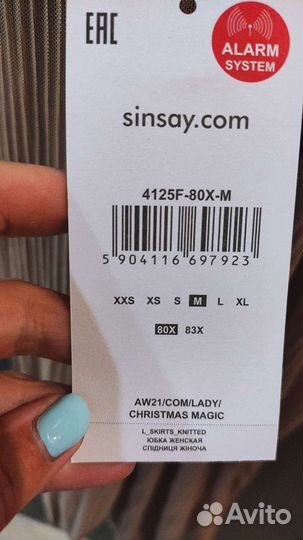 EAC
ALARM
SYSTEM
sinsay.com
4125F-80X-M
5 904116 697923
XXS XS S M L XL
80X 83X
AW21/COM/LADY/
CHRISTMAS MAGIC
L_SKIRTS_KNITTED
ЮБКА ЖЕНСКАЯ
СПІДНИЦЯ ЖІНОЧА
Avito